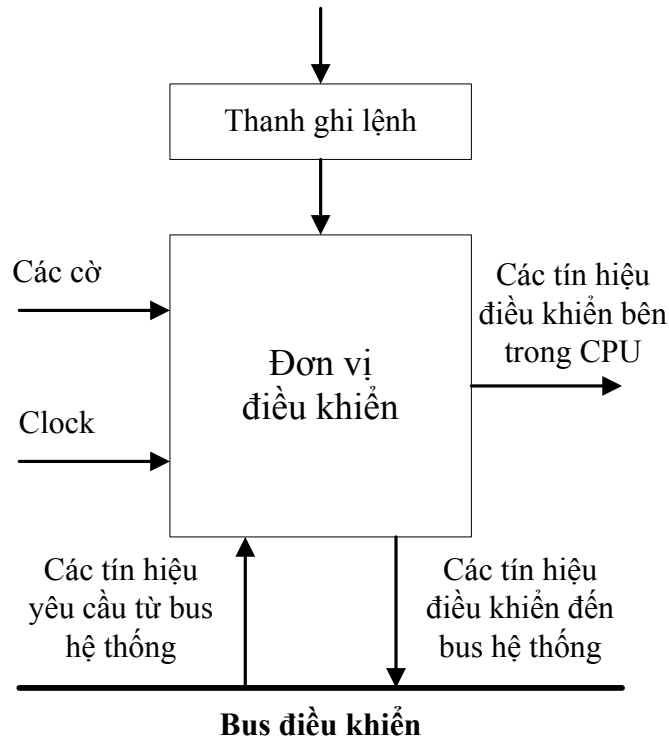 Thanh ghi lệnh
Các cờ
Clock
Đơn vị
điều khiển
Các tín hiệu
điều khiển bên
trong CPU
Các tín hiệu
yêu cầu từ bus
hệ thống
Các tín hiệu
điều khiển đến
bus hệ thống
Bus điều khiển